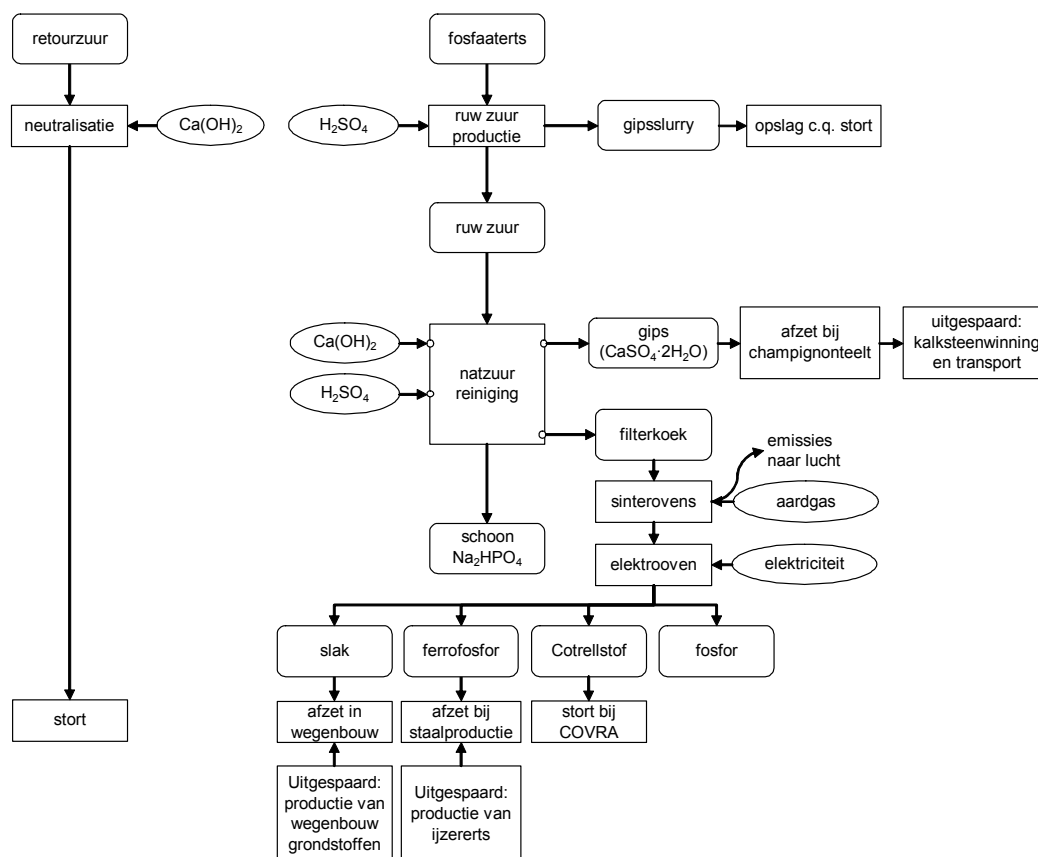 retourzuur
fosfaaterts
neutralisatie
Ca(OH)₂
H₂SO₄
ruw zuur
productie
gipsslurry
opslag c.q. stort
ruw zuur
Ca(OH)₂
H₂SO₄
natzuur
reiniging
gips
(CaSO₄·2H₂O)
afzet bij
champignonteelt
uitgespaard:
kalksteenwinning
en transport
filterkoek
emissies
naar lucht
sinterovens
aardgas
schoon
Na₂HPO₄
elektrooven
elektriciteit
slak
ferrofosfor
Cotrellstof
fosfor
stort
afzet in
wegenbouw
afzet bij
staalproductie
stort bij
COVRA
Uitgespaard:
productie van
wegenbouw
grondstoffen
Uitgespaard:
productie van
ijzererts